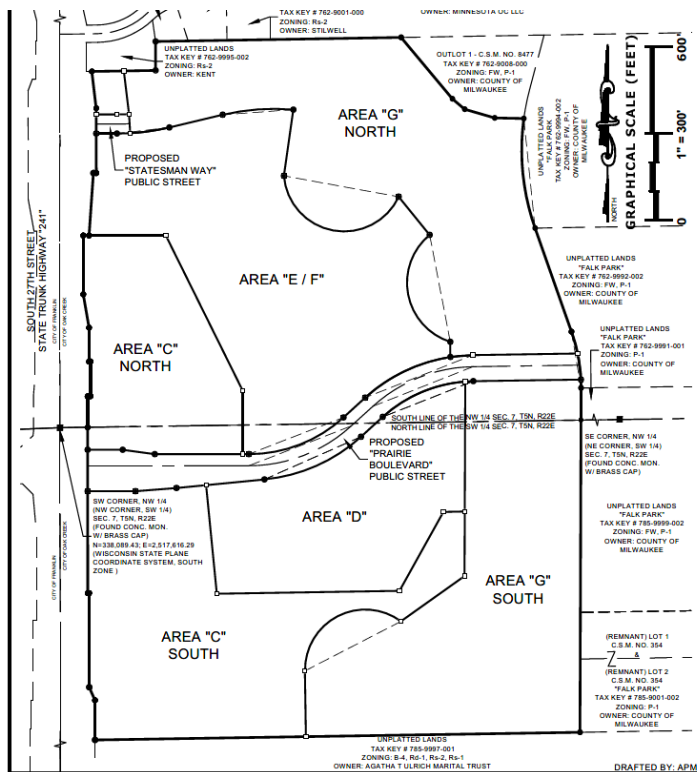 TAX KEY # 762-9001-000
ZONING: Rs-2
OWNER: STILWELL
OWNER: MINNESOTA OC LLC
UNPLATTED LANDS
TAX KEY # 762-9995-002
ZONING: Rs-2
OWNER: KENT
OUTLOT 1 - C.S.M. NO. 8477
TAX KEY # 762-9008-000
ZONING: FW, P-1
OWNER: COUNTY OF
MILWAUKEE
UNPLATTED LANDS
"FALK PARK"
TAX KEY # 762-9994-002
ZONING: FW, P-1
OWNER: COUNTY OF
MILWAUKEE
NORTH
GRAPHICAL SCALE (FEET)
0
1" = 300'
600'
AREA "G"
NORTH
PROPOSED
"STATESMAN WAY"
PUBLIC STREET
SOUTH 27TH STREET
STATE TRUNK HIGHWAY "241"
CITY OF FRANKLIN
CITY OF OAK CREEK
AREA "E / F"
UNPLATTED LANDS
"FALK PARK"
TAX KEY # 762-9992-002
ZONING: FW, P-1
OWNER: COUNTY OF
MILWAUKEE
AREA "C"
NORTH
UNPLATTED LANDS
"FALK PARK"
TAX KEY # 762-9991-001
ZONING: P-1
OWNER: COUNTY OF
MILWAUKEE
SOUTH LINE OF THE NW 1/4 SEC. 7, T5N, R22E
NORTH LINE OF THE SW 1/4 SEC. 7, T5N, R22E
PROPOSED
"PRAIRIE
BOULEVARD"
PUBLIC STREET
SE CORNER, NW 1/4
(NE CORNER, SW 1/4)
SEC. 7, T5N, R22E
(FOUND CONC. MON.
W/ BRASS CAP)
SW CORNER, NW 1/4
(NW CORNER, SW 1/4)
SEC. 7, T5N, R22E
(FOUND CONC. MON.
W/ BRASS CAP)
N=338,089.43; E=2,517,616.29
(WISCONSIN STATE PLANE
COORDINATE SYSTEM, SOUTH
ZONE )
AREA "D"
UNPLATTED LANDS
"FALK PARK"
TAX KEY # 785-9999-002
ZONING: FW, P-1
OWNER: COUNTY OF
MILWAUKEE
CITY OF FRANKLIN
CITY OF OAK CREEK
AREA "G"
SOUTH
AREA "C"
SOUTH
(REMNANT) LOT 1
C.S.M. NO. 354
&
(REMNANT) LOT 2
C.S.M. NO. 354
"FALK PARK"
TAX KEY # 785-9001-002
ZONING: P-1
OWNER: COUNTY OF
MILWAUKEE
UNPLATTED LANDS
TAX KEY # 785-9997-001
ZONING: B-4, Rd-1, Rs-2, Rs-1
OWNER: AGATHA T ULRICH MARITAL TRUST
DRAFTED BY: APM